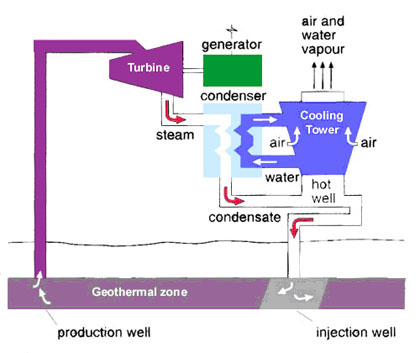 air and
water
vapour
generator
Turbine
condenser
Cooling
Tower
steam
air
air
water
hot
well
condensate
Geothermal zone
production well
injection well